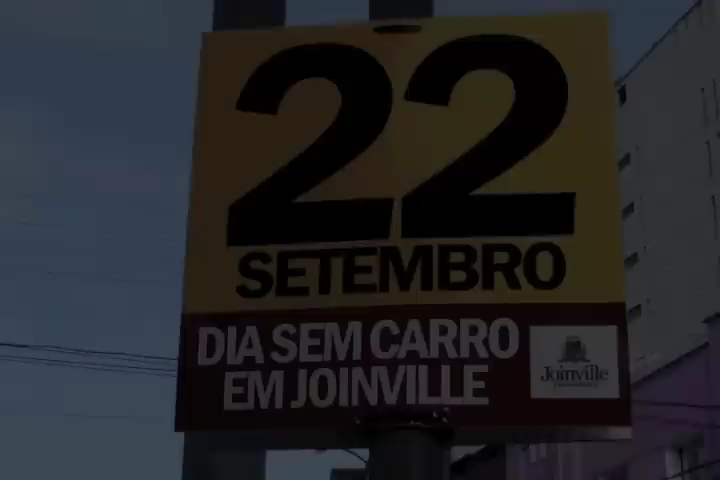 22
SETEMBRO
DIA SEM CARRO
EM JOINVILLE
Joinville